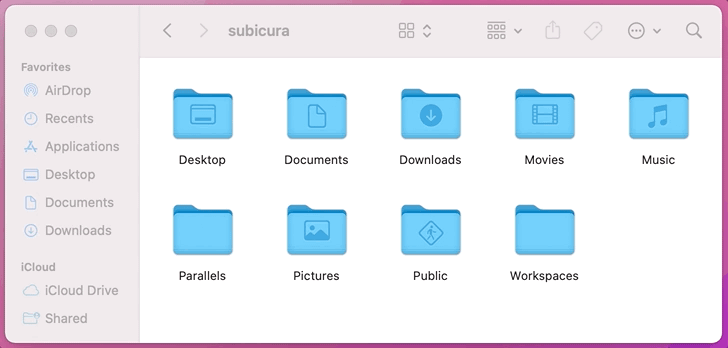 subicura
Favorites
AirDrop
Recents
Applications
Desktop
Documents
Downloads
iCloud
iCloud Drive
Shared
Desktop Documents Downloads Movies Music
Parallels Pictures Public Workspaces